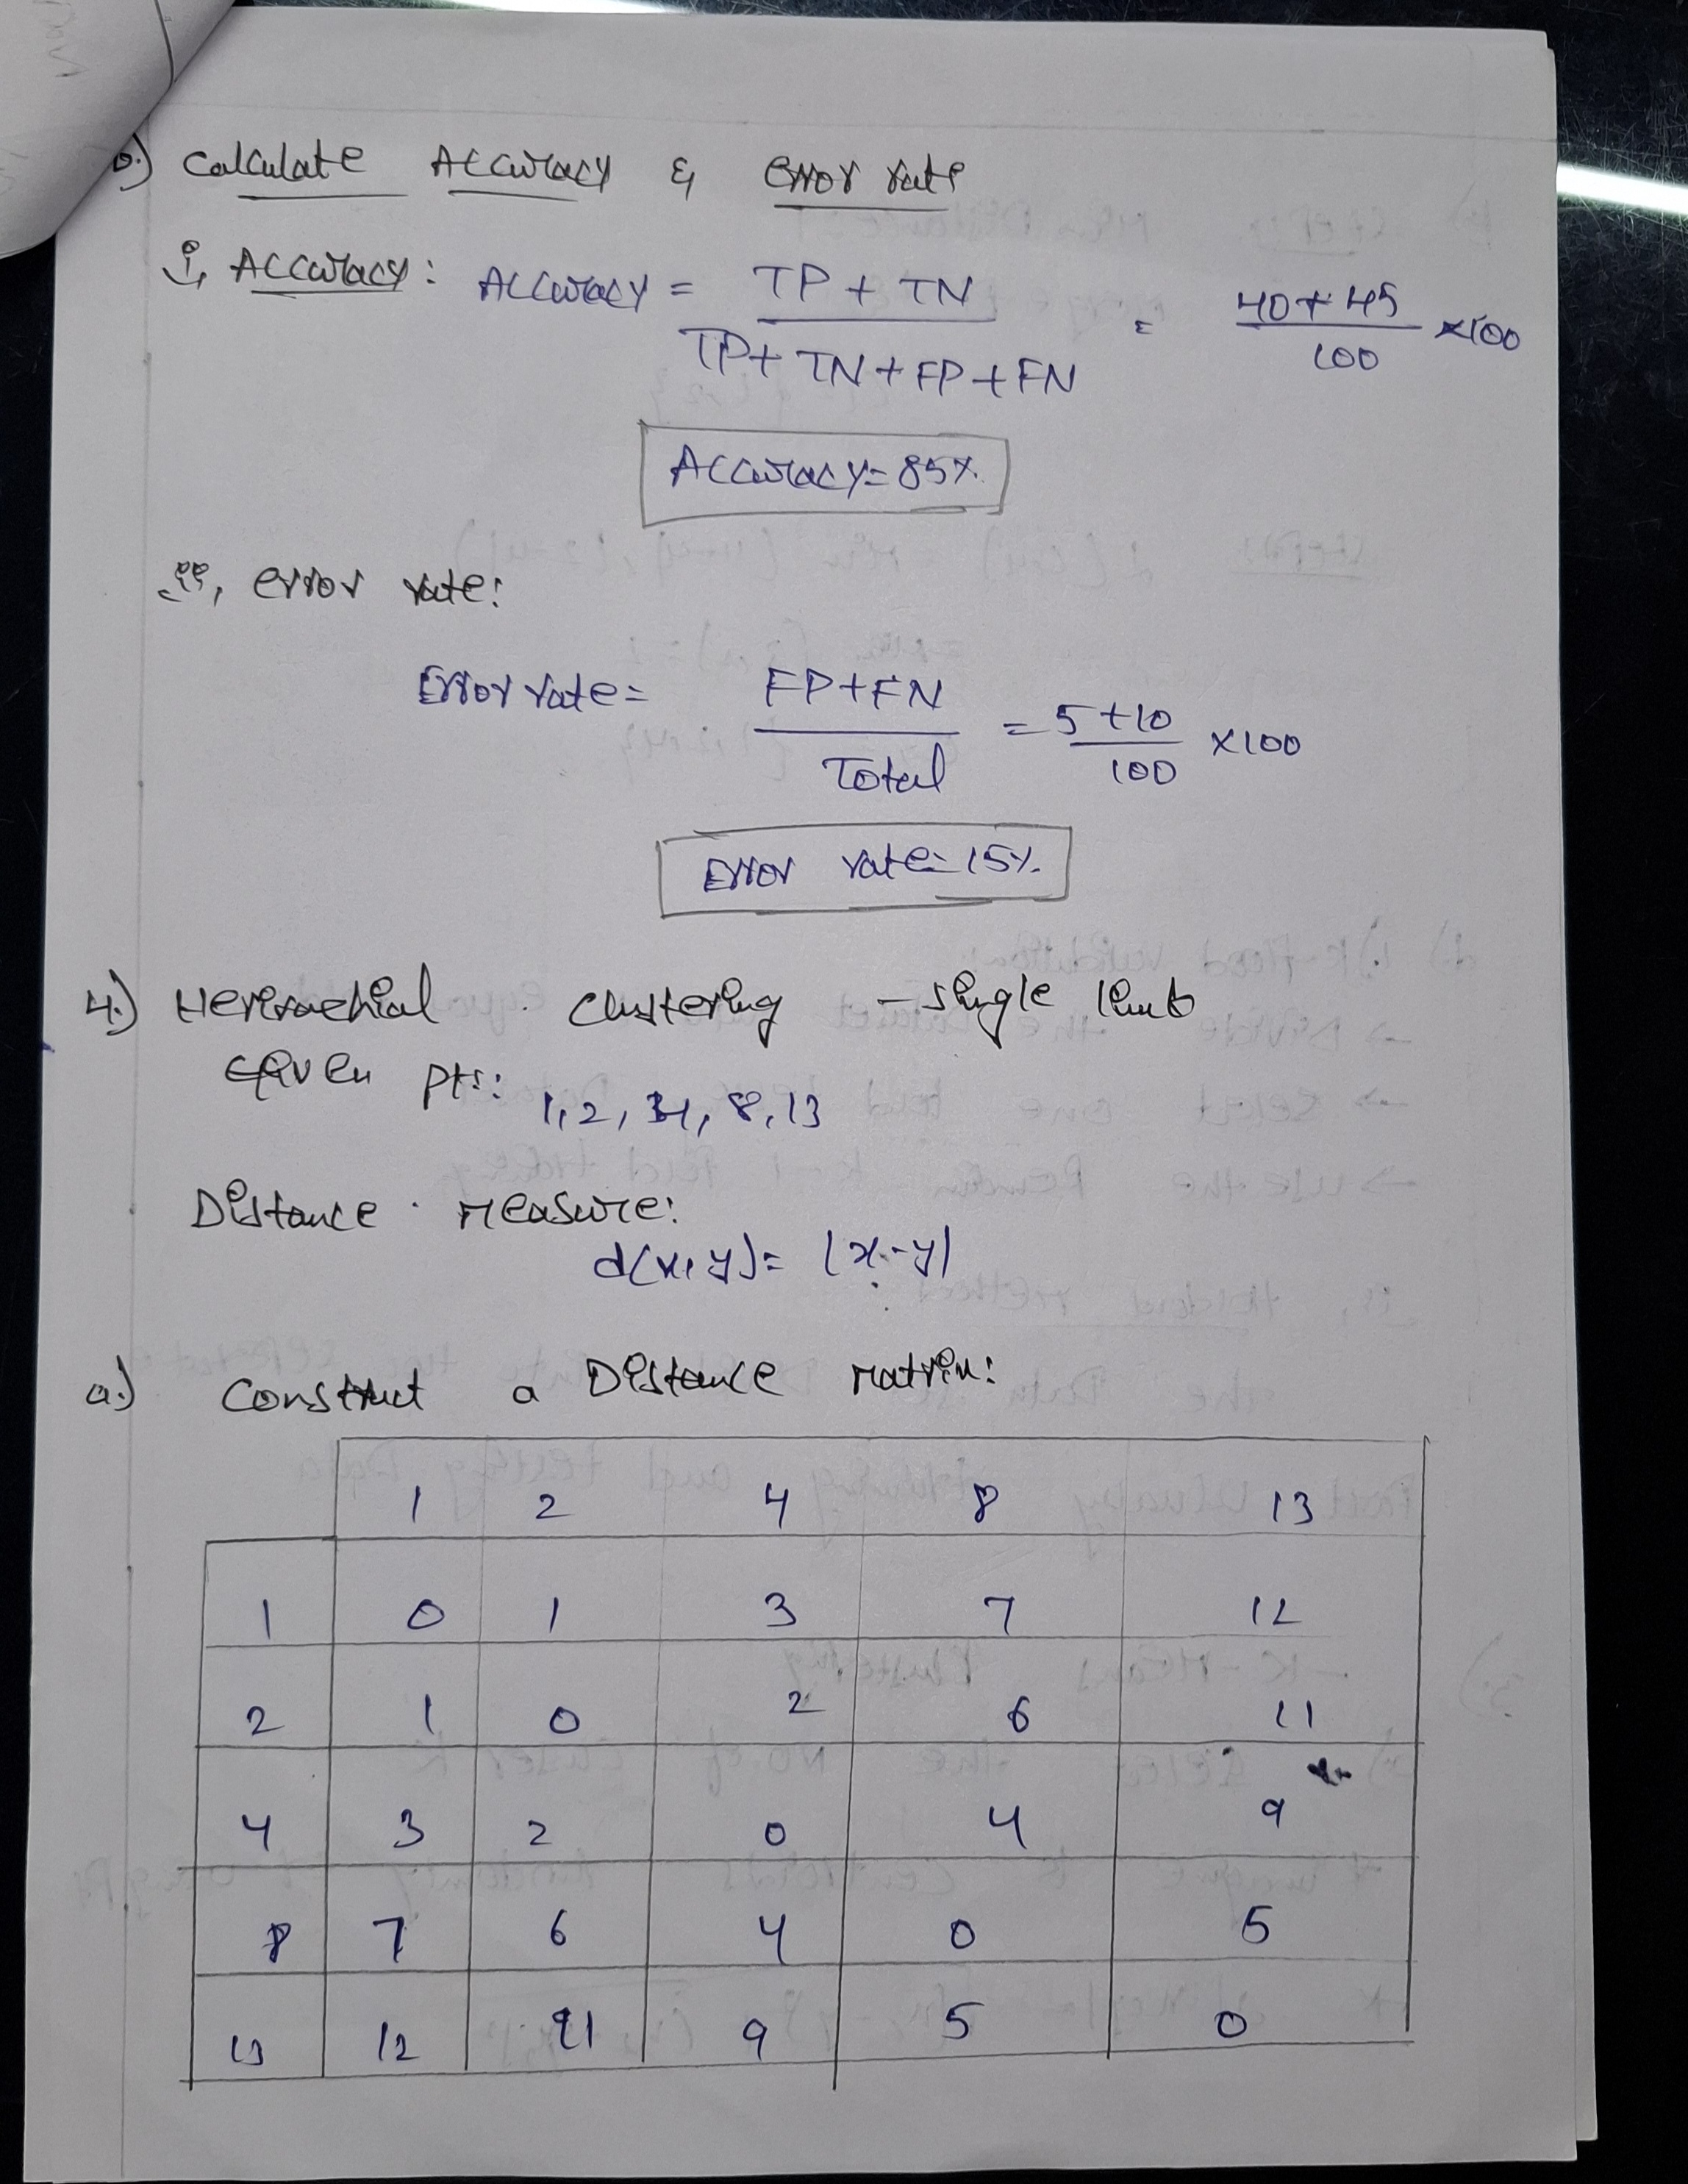 b.) Calculate Accuracy & Error rate
i, Accuracy: Accuracy = TP + TN / TP + TN + FP + FN = 40 + 45 / 100 × 100
Accuracy = 85%
ii, error rate:
Error rate = FP + FN / Total = 5 + 10 / 100 × 100
Error rate = 15%
4.) Herirachial clustering - single link
Given pts: 1, 2, 4, 8, 13
Distance measure:
d(x, y) = |x - y|
a.) Construct a Distance matrix:
1 2 4 8 13
1 0 1 3 7 12
2 1 0 2 6 11
4 3 2 0 4 9
8 7 6 4 0 5
13 12 11 9 5 0